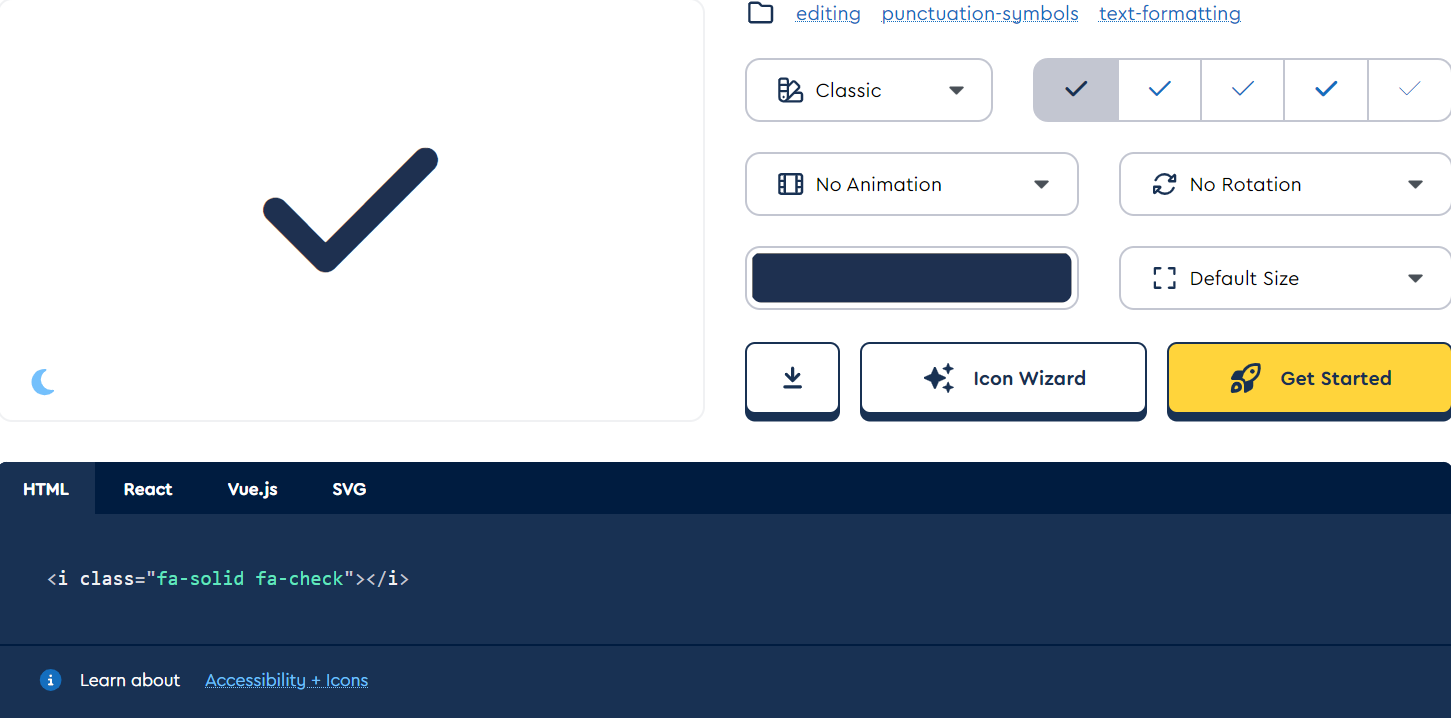 editing punctuation-symbols text-formatting
Classic
No Animation No Rotation
Default Size
Icon Wizard Get Started
HTML React Vue.js SVG
<i class="fa-solid fa-check"></i>
Learn about Accessibility + Icons